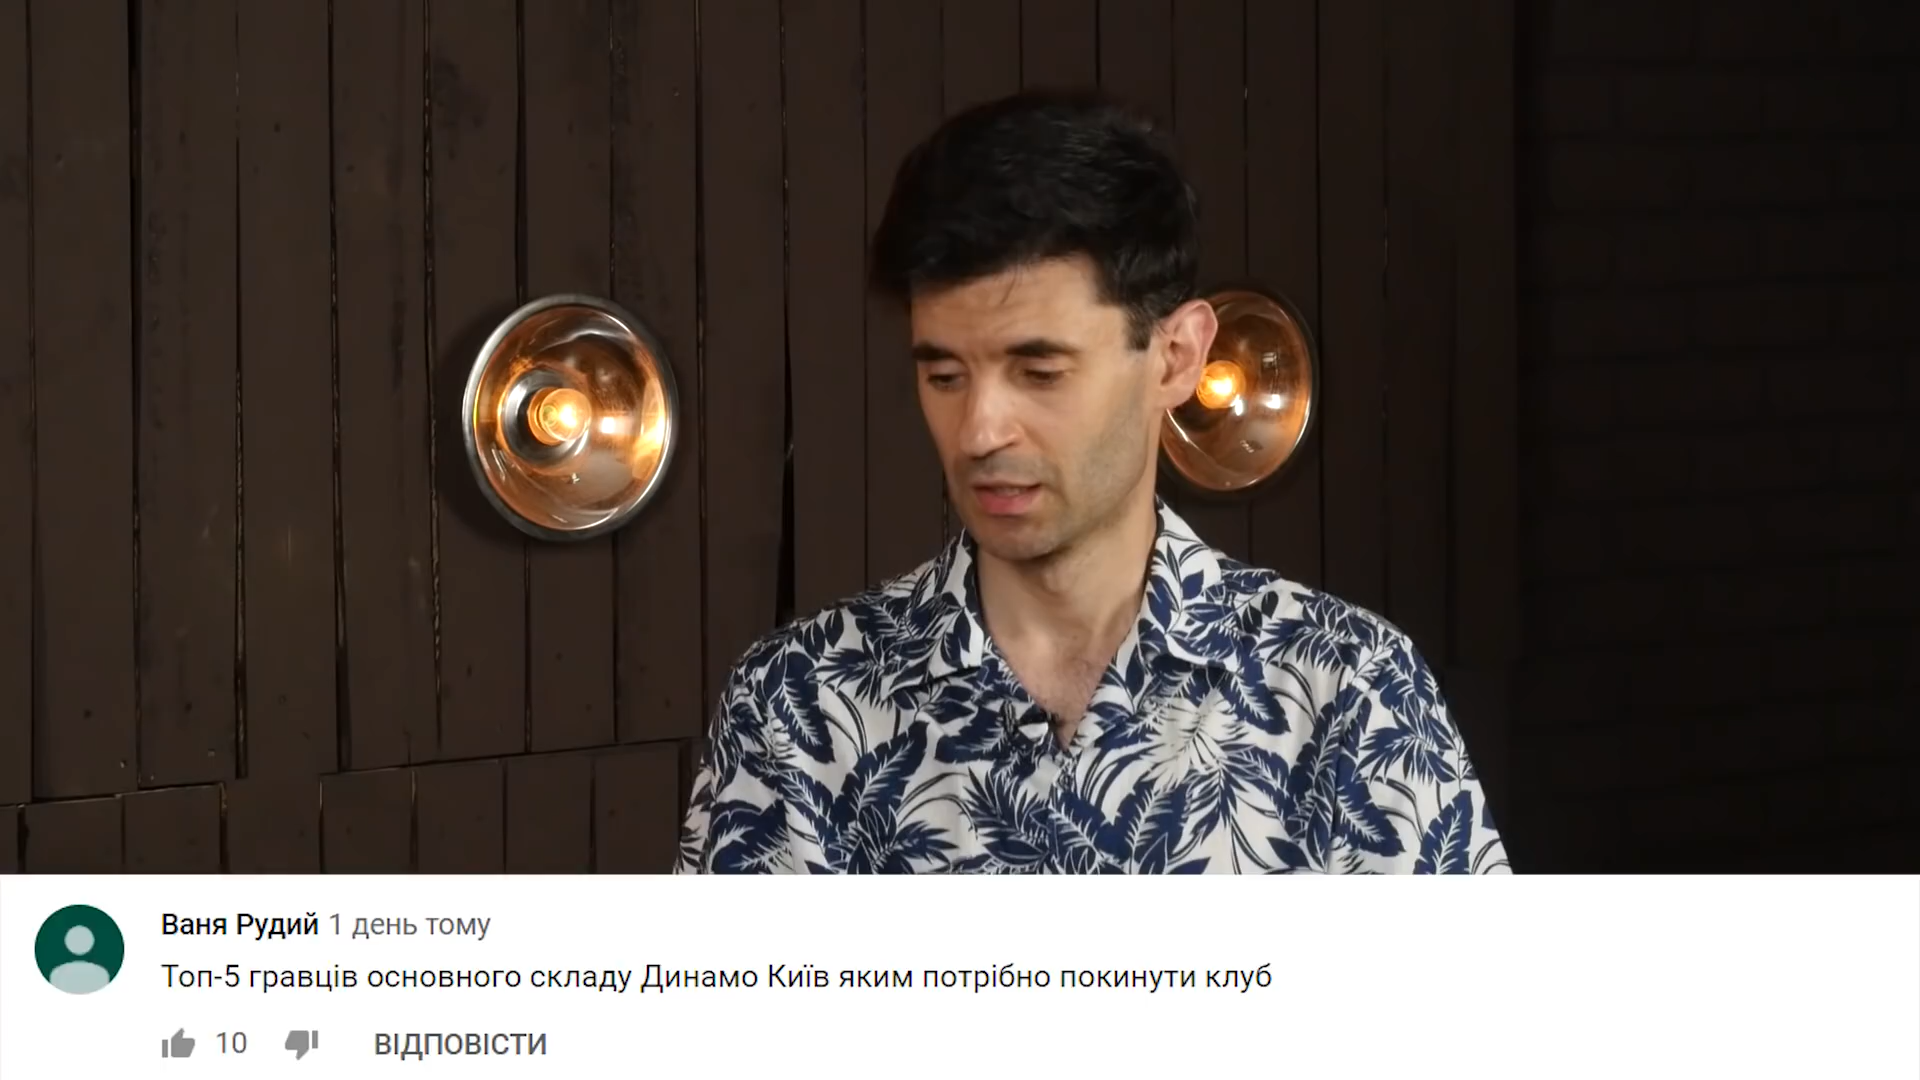 Ваня Рудий 1 день тому
Топ-5 гравців основного складу Динамо Київ яким потрібно покинути клуб
10 ВІДПОВІСТИ